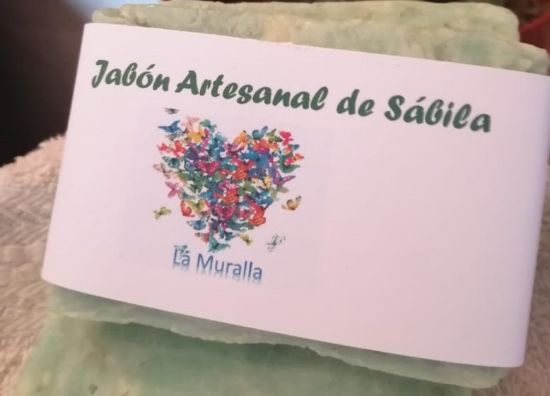 Jabón Artesanal de Sábila
La Muralla